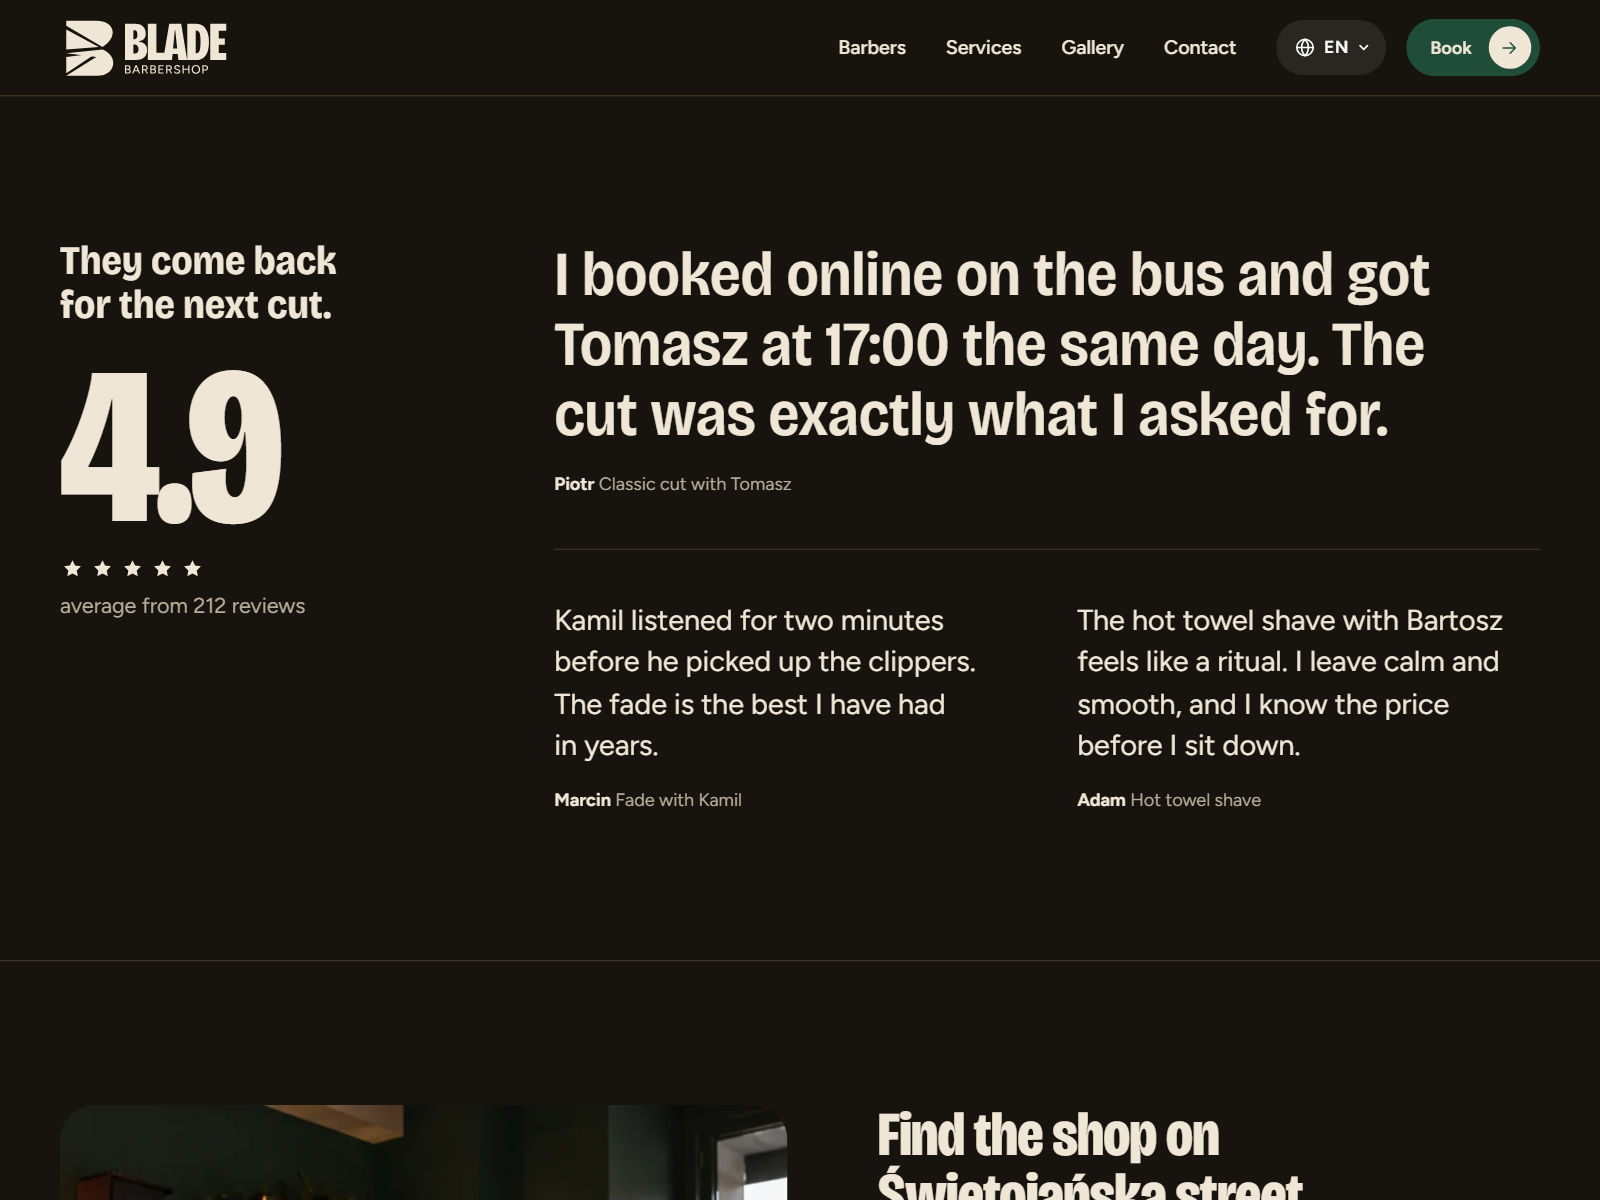 BLADE
BARBERSHOP
Barbers
Services
Gallery
Contact
EN
Book
They come back
for the next cut.
4.9
average from 212 reviews
I booked online on the bus and got
Tomasz at 17:00 the same day. The
cut was exactly what I asked for.
Piotr Classic cut with Tomasz
Kamil listened for two minutes
before he picked up the clippers.
The fade is the best I have had
in years.
Marcin Fade with Kamil
The hot towel shave with Bartosz
feels like a ritual. I leave calm and
smooth, and I know the price
before I sit down.
Adam Hot towel shave
Find the shop on
Świętojańska street